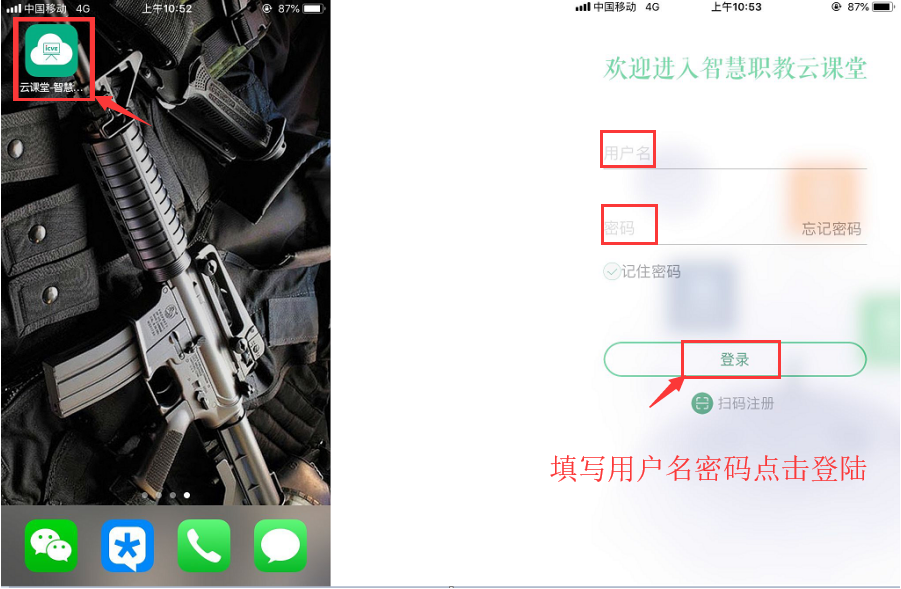 中国移动 4G 上午10:52 87%
icve
云课堂-智慧...
中国移动 4G 上午10:53 87%
欢迎进入智慧职教云课堂
用户名
密码 忘记密码
记住密码
登录
扫码注册
填写用户名密码点击登陆